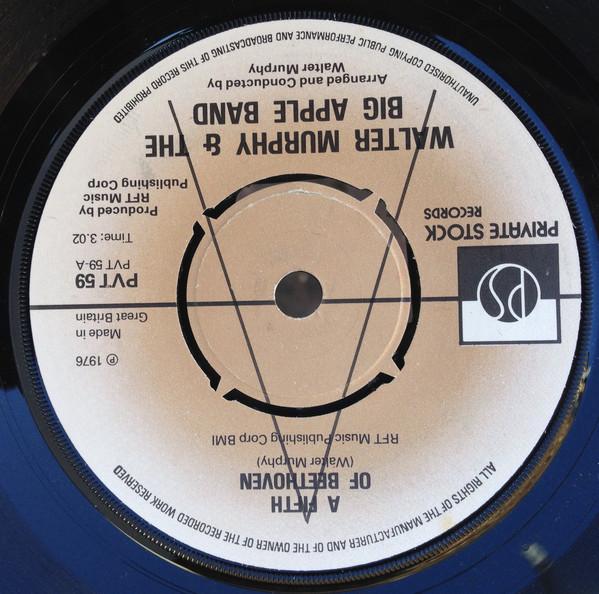 ALL RIGHTS OF THE MANUFACTURER AND OF THE OWNER OF THE RECORDED WORK RESERVED
A FIFTH
OF BEETHOVEN
(Walter Murphy)
RFT Music Publishing Corp BMI
PS
PRIVATE STOCK
RECORDS
℗ 1976
Made in
Great Britain
PVT 59
PVT 59-A
Time: 3.02
Produced by
RFT Music
Publishing Corp
WALTER MURPHY & THE
BIG APPLE BAND
Arranged and Conducted by
Walter Murphy
UNAUTHORISED COPYING PUBLIC PERFORMANCE AND BROADCASTING OF THIS RECORD PROHIBITED